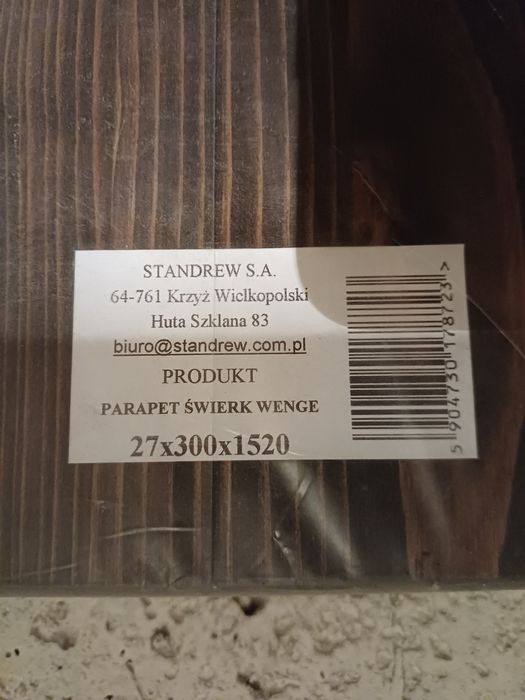 STANDREW S.A.
64-761 Krzyż Wielkopolski
Huta Szklana 83
biuro@standrew.com.pl
PRODUKT
PARAPET ŚWIERK WENGE
27x300x1520
5 904730 178723 >